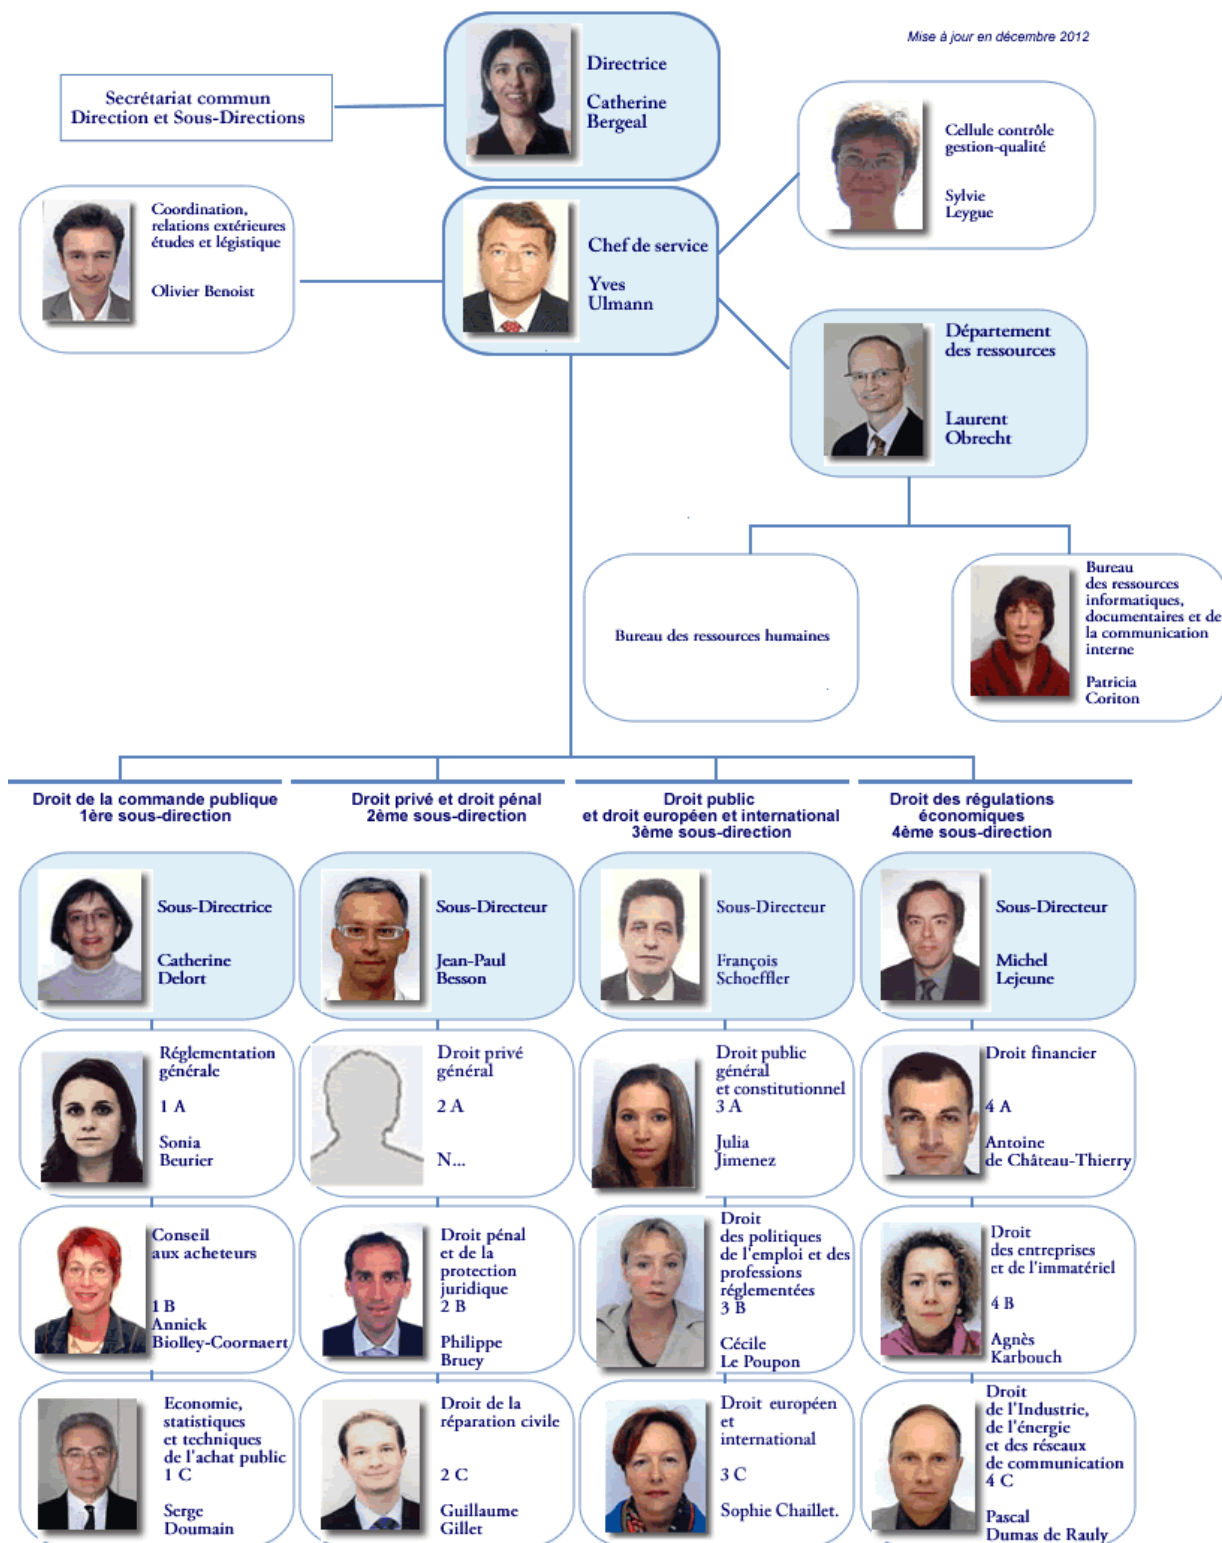 Mise à jour en décembre 2012
Directrice
Catherine
Bergeal
Secrétariat commun
Direction et Sous-Directions
Cellule contrôle
gestion-qualité
Sylvie
Leygue
Coordination,
relations extérieures
études et légistique
Olivier Benoist
Chef de service
Yves
Ulmann
Département
des ressources
Laurent
Obrecht
Bureau des ressources humaines
Bureau
des ressources
informatiques,
documentaires et de
la communication
interne
Patricia
Coriton
Droit de la commande publique
1ère sous-direction
Droit privé et droit pénal
2ème sous-direction
Droit public
et droit européen et international
3ème sous-direction
Droit des régulations
économiques
4ème sous-direction
Sous-Directrice
Catherine
Delort
Sous-Directeur
Jean-Paul
Besson
Sous-Directeur
François
Schoeffler
Sous-Directeur
Michel
Lejeune
Réglementation
générale
1 A
Sonia
Beurier
Droit privé
général
2 A
N...
Droit public
général
et constitutionnel
3 A
Julia
Jimenez
Droit financier
4 A
Antoine
de Château-Thierry
Conseil
aux acheteurs
1 B
Annick
Biolley-Coornaert
Droit pénal
et de la
protection
juridique
2 B
Philippe
Bruey
Droit
des politiques
de l'emploi et des
professions
réglementées
3 B
Cécile
Le Poupon
Droit
des entreprises
et de l'immatériel
4 B
Agnès
Karbouch
Economie,
statistiques
et techniques
de l'achat public
1 C
Serge
Doumain
Droit de la
réparation civile
2 C
Guillaume
Gillet
Droit européen
et
international
3 C
Sophie Chaillet.
Droit
de l'Industrie,
de l'énergie
et des réseaux
de communication
4 C
Pascal
Dumas de Rauly